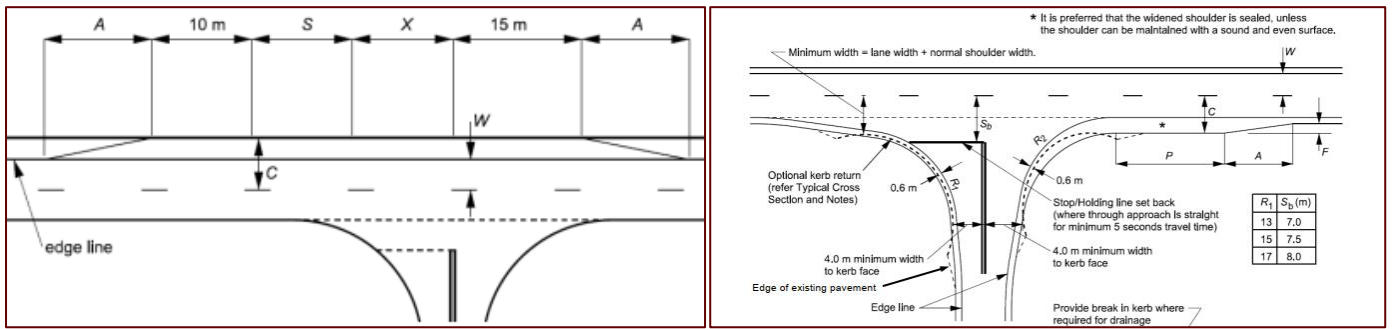 A
10 m
S
X
15 m
A
W
C
edge line
* It is preferred that the widened shoulder is sealed, unless
the shoulder can be maintained with a sound and even surface.
Minimum width = lane width + normal shoulder width.
W
Sb
C
*
R2
F
P
A
Optional kerb return
(refer Typical Cross
Section and Notes)
0.6 m
R1
0.6 m
Stop/Holding line set back
(where through approach is straight
for minimum 5 seconds travel time)
R1 Sb (m)
13 7.0
15 7.5
17 8.0
4.0 m minimum width
to kerb face
4.0 m minimum width
to kerb face
Edge of existing pavement
Edge line
Provide break in kerb where
required for drainage